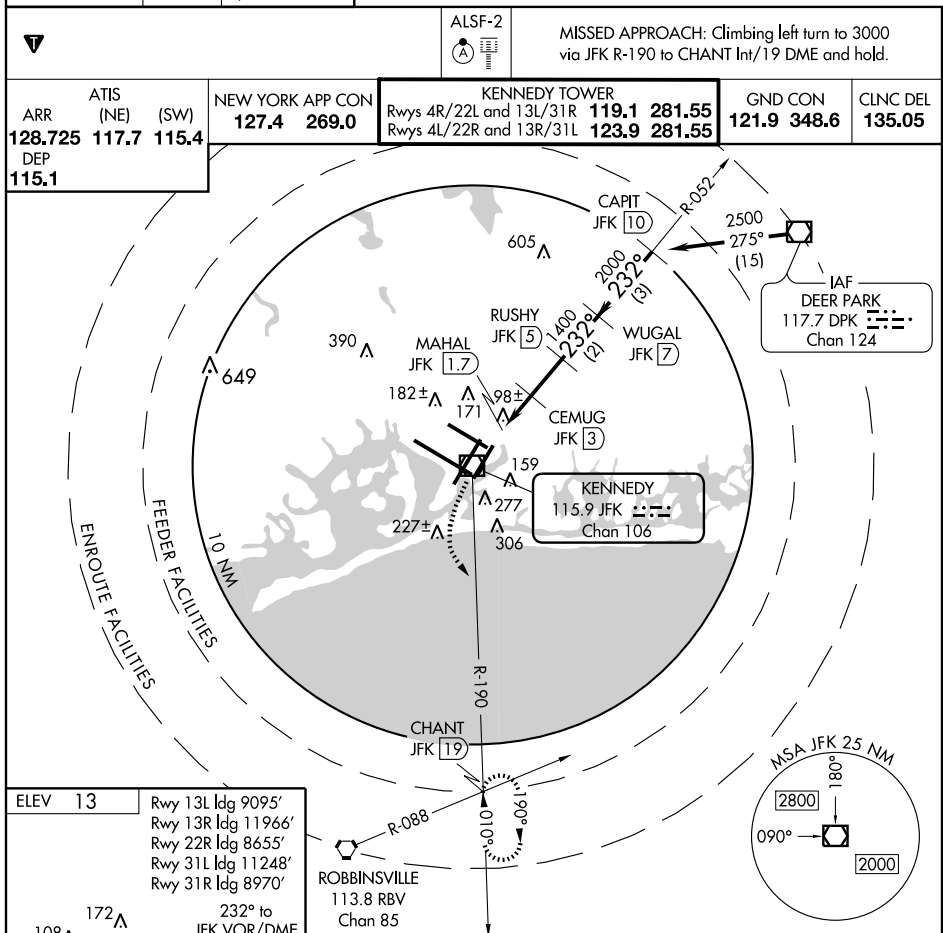 ALSF-2
A
T
MISSED APPROACH: Climbing left turn to 3000
via JFK R-190 to CHANT Int/19 DME and hold.
ATIS
ARR (NE) (SW)
128.725 117.7 115.4
DEP
115.1
NEW YORK APP CON
127.4 269.0
KENNEDY TOWER
Rwys 4R/22L and 13L/31R 119.1 281.55
Rwys 4L/22R and 13R/31L 123.9 281.55
GND CON
121.9 348.6
CLNC DEL
135.05
R-052
CAPIT
JFK 10
2500
275°
(15)
605
2000
232°
(3)
IAF
DEER PARK
117.7 DPK
Chan 124
RUSHY
JFK 5
1400
232°
(2)
WUGAL
JFK 7
390
MAHAL
JFK 1.7
649
182±
171
98±
CEMUG
JFK 3
159
KENNEDY
115.9 JFK
Chan 106
277
227±
306
10 NM
FEEDER FACILITIES
ENROUTE FACILITIES
R-190
CHANT
JFK 19
MSA JFK 25 NM
180°
2800
090°
2000
190°
010°
R-088
ROBBINSVILLE
113.8 RBV
Chan 85
ELEV 13
Rwy 13L ldg 9095'
Rwy 13R ldg 11966'
Rwy 22R ldg 8655'
Rwy 31L ldg 11248'
Rwy 31R ldg 8970'
172
232° to
JFK VOR/DME
108